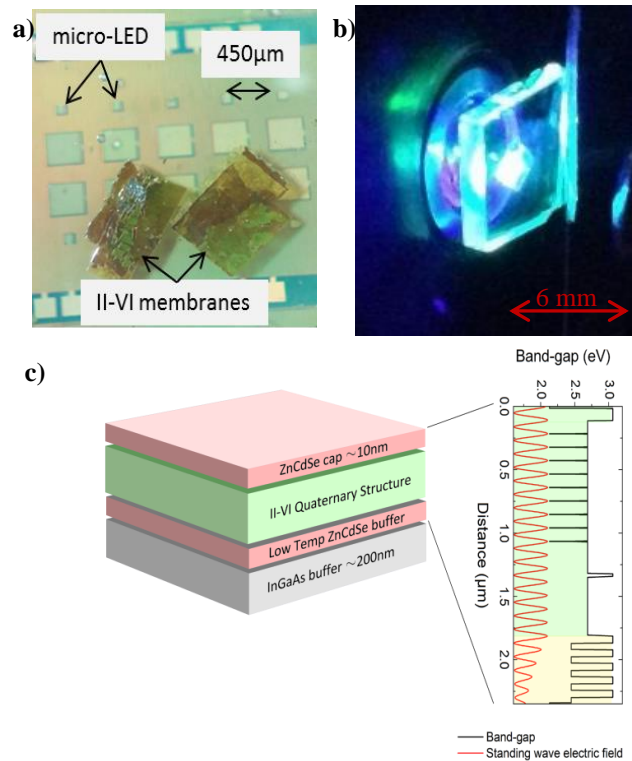 a)
micro-LED
450μm
II-VI membranes
b)
6 mm
c)
ZnCdSe cap ~10nm
II-VI Quaternary Structure
Low Temp ZnCdSe buffer
InGaAs buffer ~200nm
Band-gap (eV)
2.0 2.5 3.0
0.0
0.5
1.0
1.5
2.0
Distance (μm)
Band-gap
Standing wave electric field